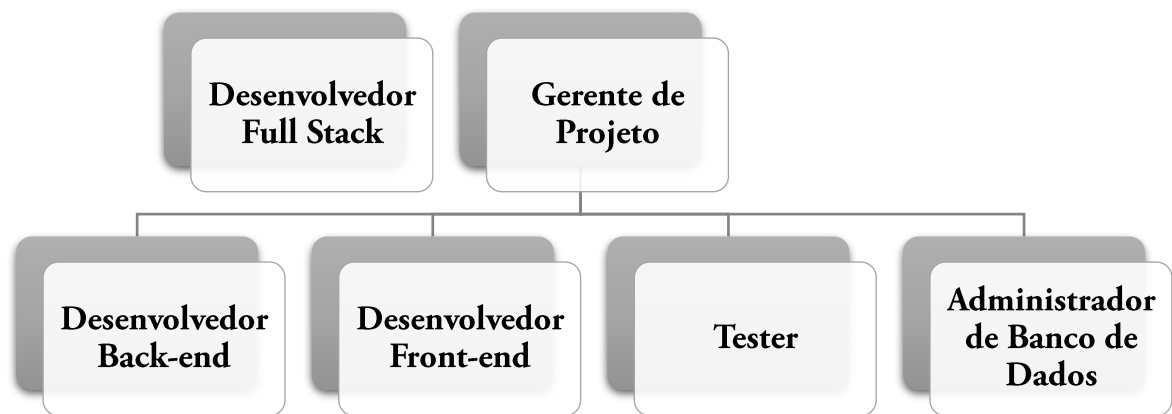 Desenvolvedor
Full Stack
Gerente de
Projeto
Desenvolvedor
Back-end
Desenvolvedor
Front-end
Tester
Administrador
de Banco de
Dados